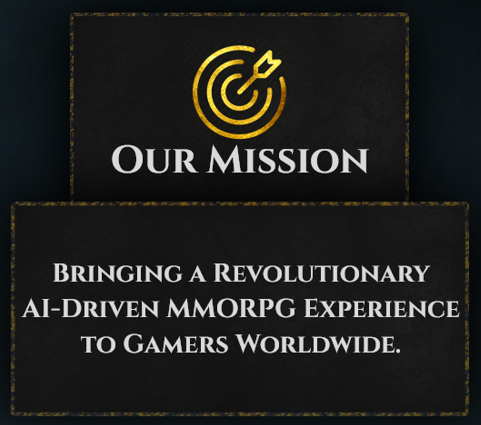 Our Mission
Bringing a Revolutionary
AI-Driven MMORPG Experience
to Gamers Worldwide.